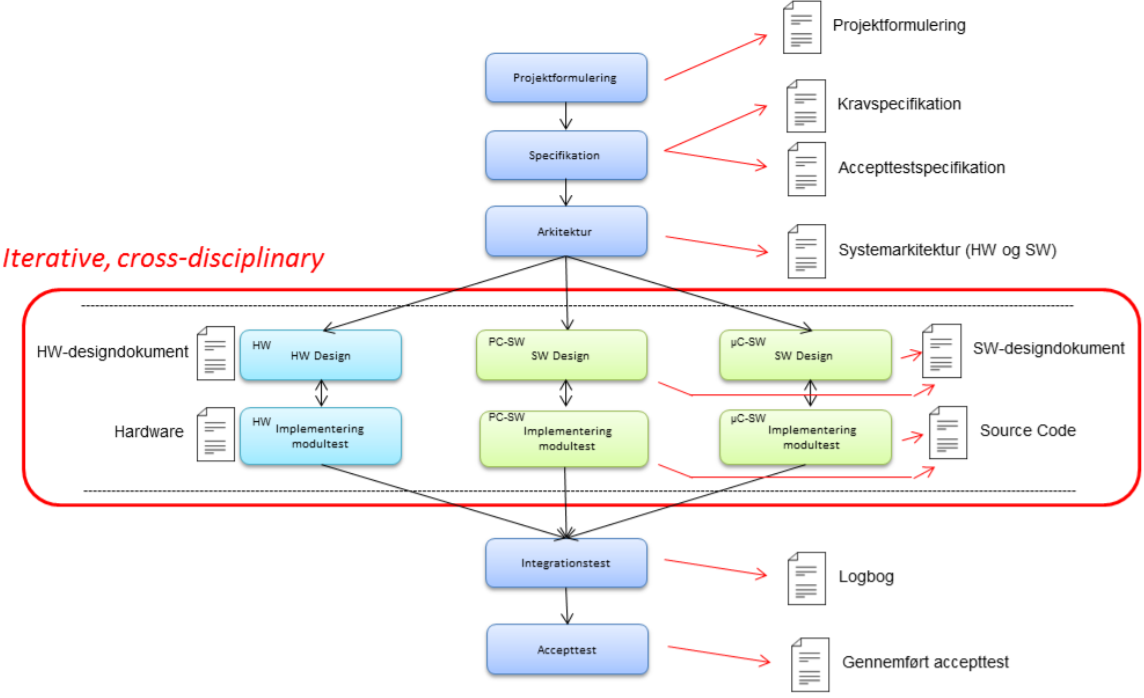 Projektformulering
Projektformulering
Kravspecifikation
Specifikation
Accepttestspecifikation
Arkitektur
Systemarkitektur (HW og SW)
Iterative, cross-disciplinary
HW-designdokument
HW
HW Design
PC-SW
SW Design
µC-SW
SW Design
SW-designdokument
Hardware
HW
Implementering
modultest
PC-SW
Implementering
modultest
µC-SW
Implementering
modultest
Source Code
Integrationstest
Logbog
Accepttest
Gennemført accepttest